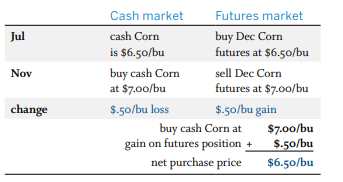 Cash market Futures market
Jul cash Corn buy Dec Corn
is $6.50/bu futures at $6.50/bu
Nov buy cash Corn sell Dec Corn
at $7.00/bu futures at $7.00/bu
change $.50/bu loss $.50/bu gain
buy cash Corn at $7.00/bu
gain on futures position + $.50/bu
net purchase price $6.50/bu